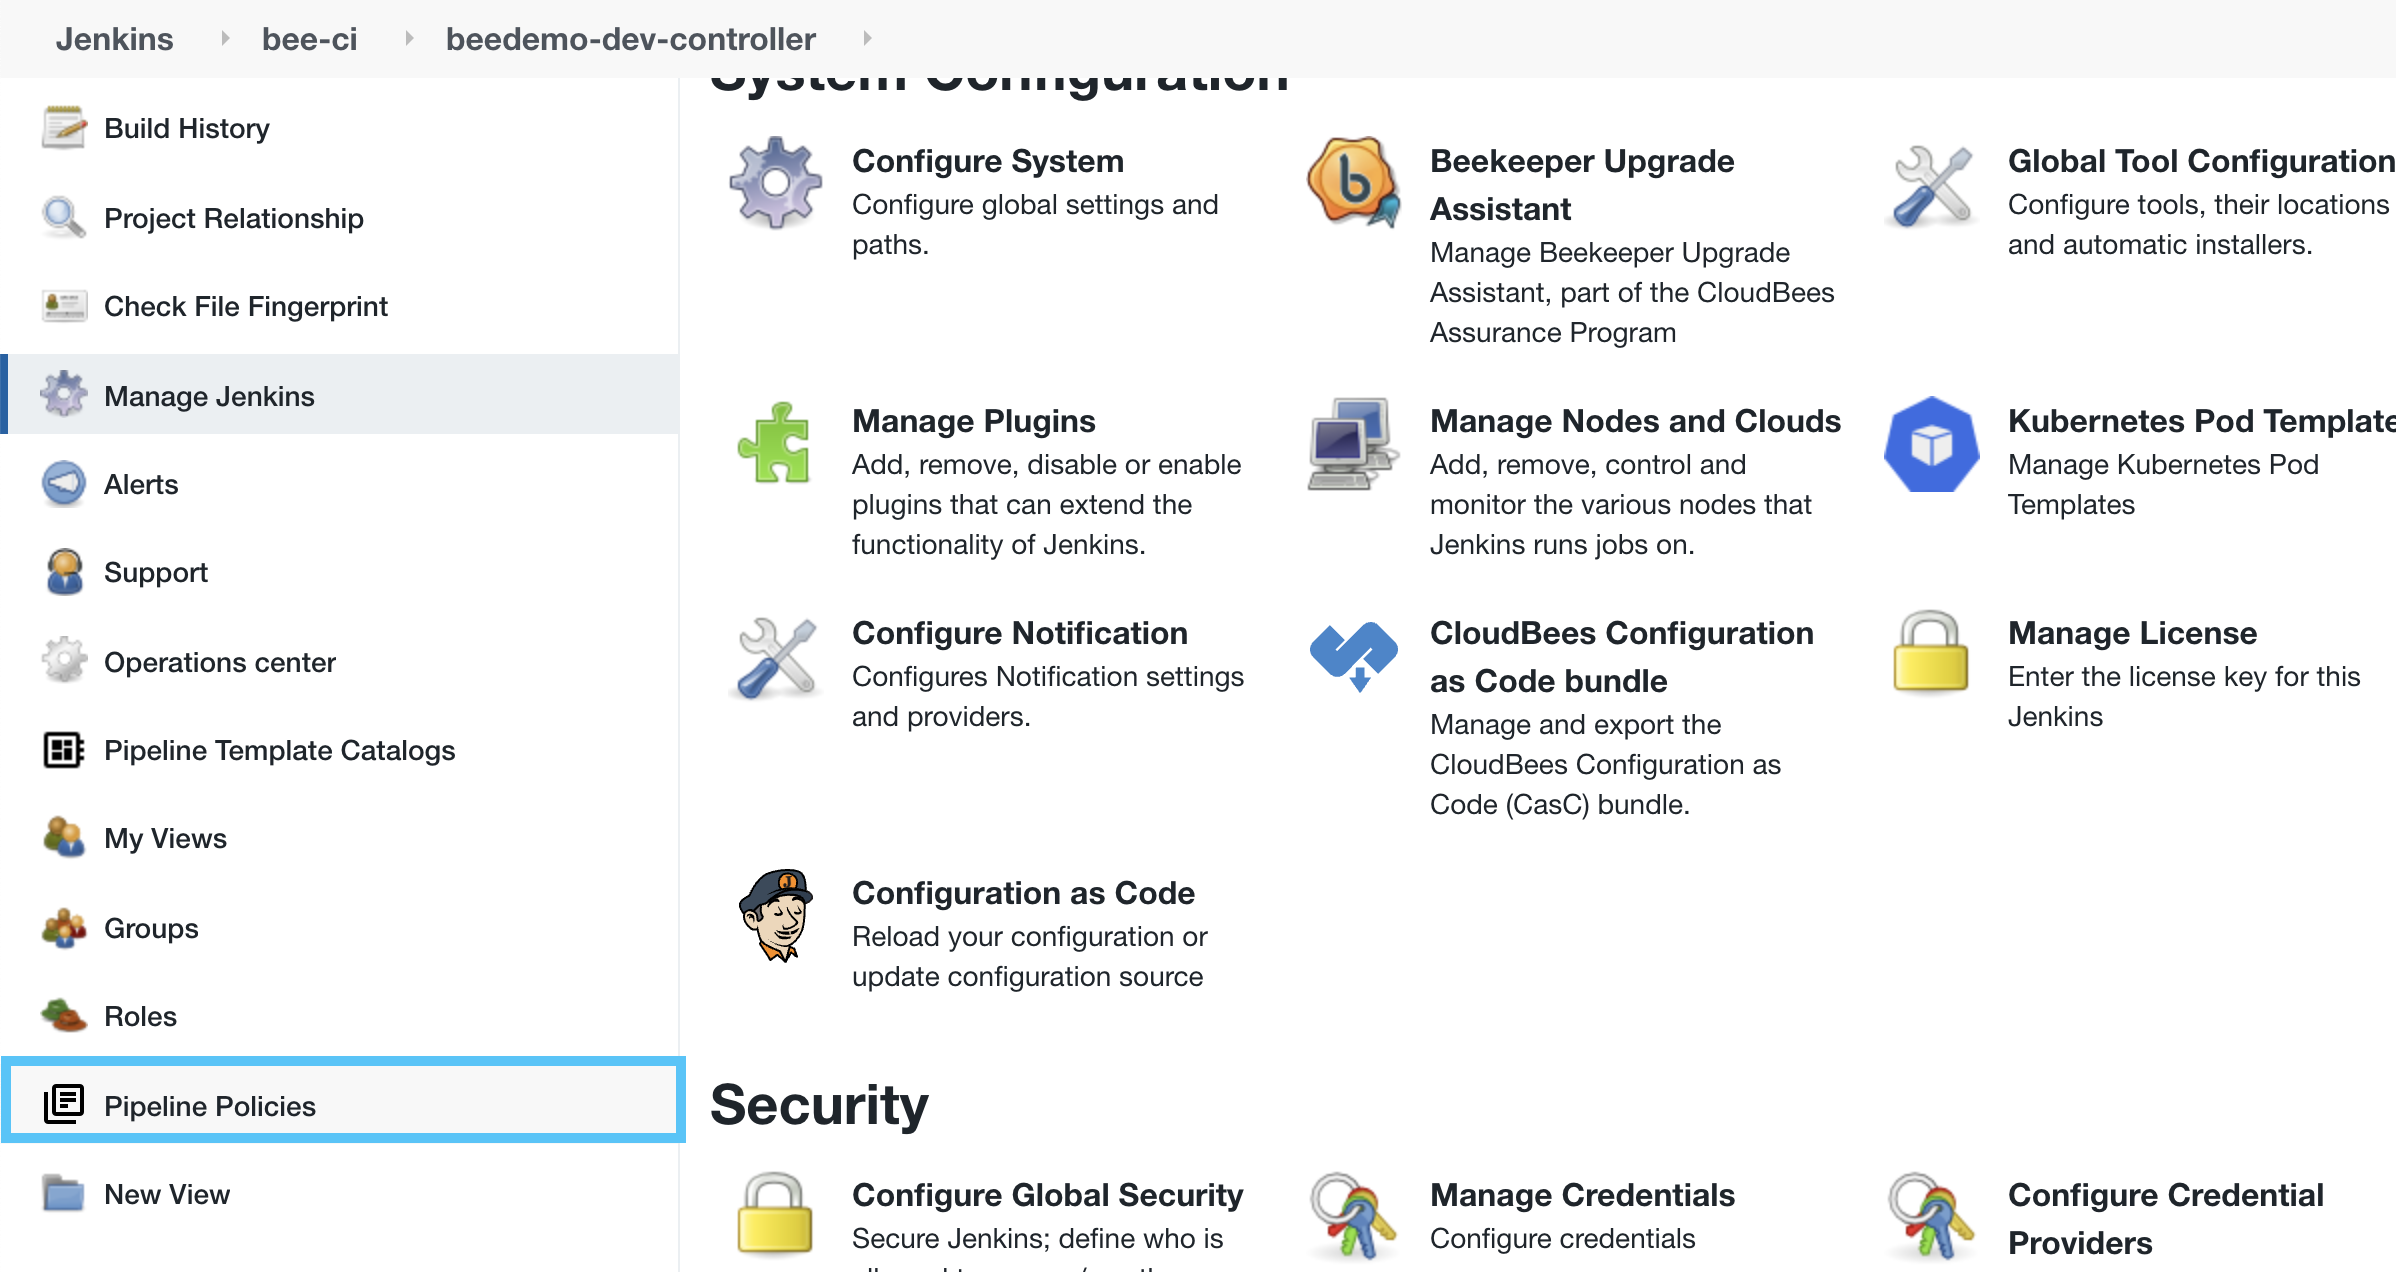 Jenkins bee-ci beedemo-dev-controller
System Configuration
Build History
Project Relationship
Check File Fingerprint
Manage Jenkins
Alerts
Support
Operations center
Pipeline Template Catalogs
My Views
Groups
Roles
Pipeline Policies
New View
Configure System
Configure global settings and
paths.
Beekeeper Upgrade
Assistant
Manage Beekeeper Upgrade
Assistant, part of the CloudBees
Assurance Program
Global Tool Configuration
Configure tools, their locations
and automatic installers.
Manage Plugins
Add, remove, disable or enable
plugins that can extend the
functionality of Jenkins.
Manage Nodes and Clouds
Add, remove, control and
monitor the various nodes that
Jenkins runs jobs on.
Kubernetes Pod Template
Manage Kubernetes Pod
Templates
Configure Notification
Configures Notification settings
and providers.
CloudBees Configuration
as Code bundle
Manage and export the
CloudBees Configuration as
Code (CasC) bundle.
Manage License
Enter the license key for this
Jenkins
Configuration as Code
Reload your configuration or
update configuration source
Security
Configure Global Security
Secure Jenkins; define who is
Manage Credentials
Configure credentials
Configure Credential
Providers